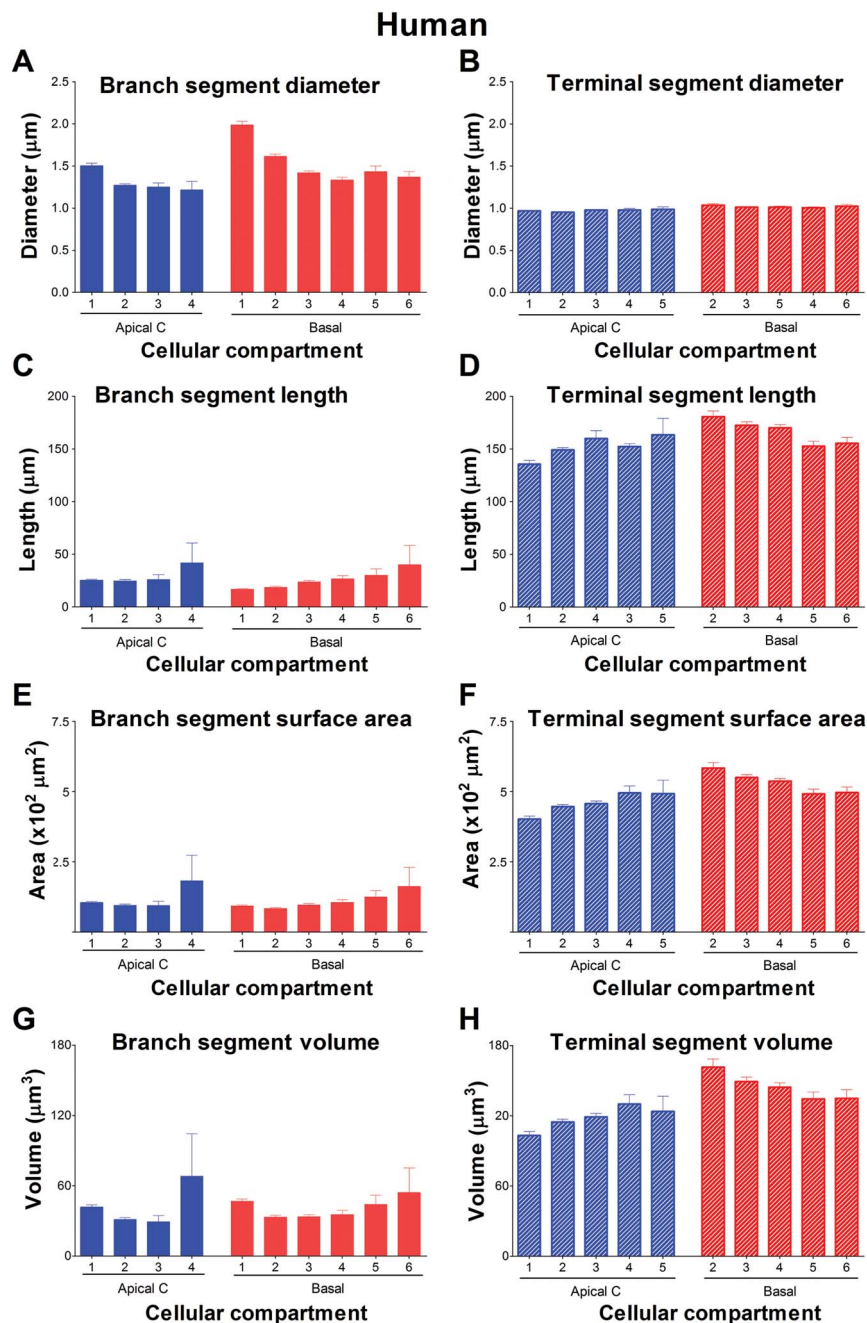 Human
A
Branch segment diameter
Diameter (μm)
2.5
2.0
1.5
1.0
0.5
0.0
1 2 3 4 1 2 3 4 5 6
Apical C Basal
Cellular compartment
B
Terminal segment diameter
Diameter (μm)
2.5
2.0
1.5
1.0
0.5
0.0
1 2 3 4 5 2 3 5 4 6
Apical C Basal
Cellular compartment
C
Branch segment length
Length (μm)
200
150
100
50
0
1 2 3 4 1 2 3 4 5 6
Apical C Basal
Cellular compartment
D
Terminal segment length
Length (μm)
200
150
100
50
0
1 2 4 3 5 2 3 4 5 6
Apical C Basal
Cellular compartment
E
Branch segment surface area
Area (x10² μm²)
7.5
5
2.5
1 2 3 4 1 2 3 4 5 6
Apical C Basal
Cellular compartment
F
Terminal segment surface area
Area (x10² μm²)
7.5
5
2.5
1 2 3 4 5 2 3 4 5 6
Apical C Basal
Cellular compartment
G
Branch segment volume
Volume (μm³)
180
120
60
0
1 2 3 4 1 2 3 4 5 6
Apical C Basal
Cellular compartment
H
Terminal segment volume
Volume (μm³)
180
20
60
0
1 2 3 4 5 2 3 4 5 6
Apical C Basal
Cellular compartment